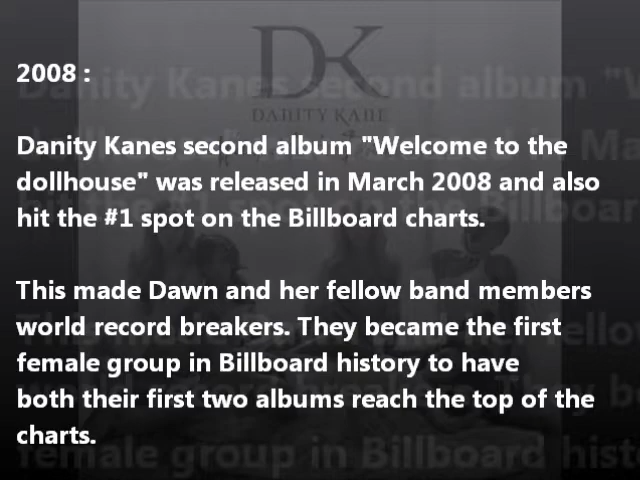 2008 :
DK
DANITY KANE
Danity Kanes second album "Welcome to the
dollhouse" was released in March 2008 and also
hit the #1 spot on the Billboard charts.
This made Dawn and her fellow band members
world record breakers. They became the first
female group in Billboard history to have
both their first two albums reach the top of the
charts.